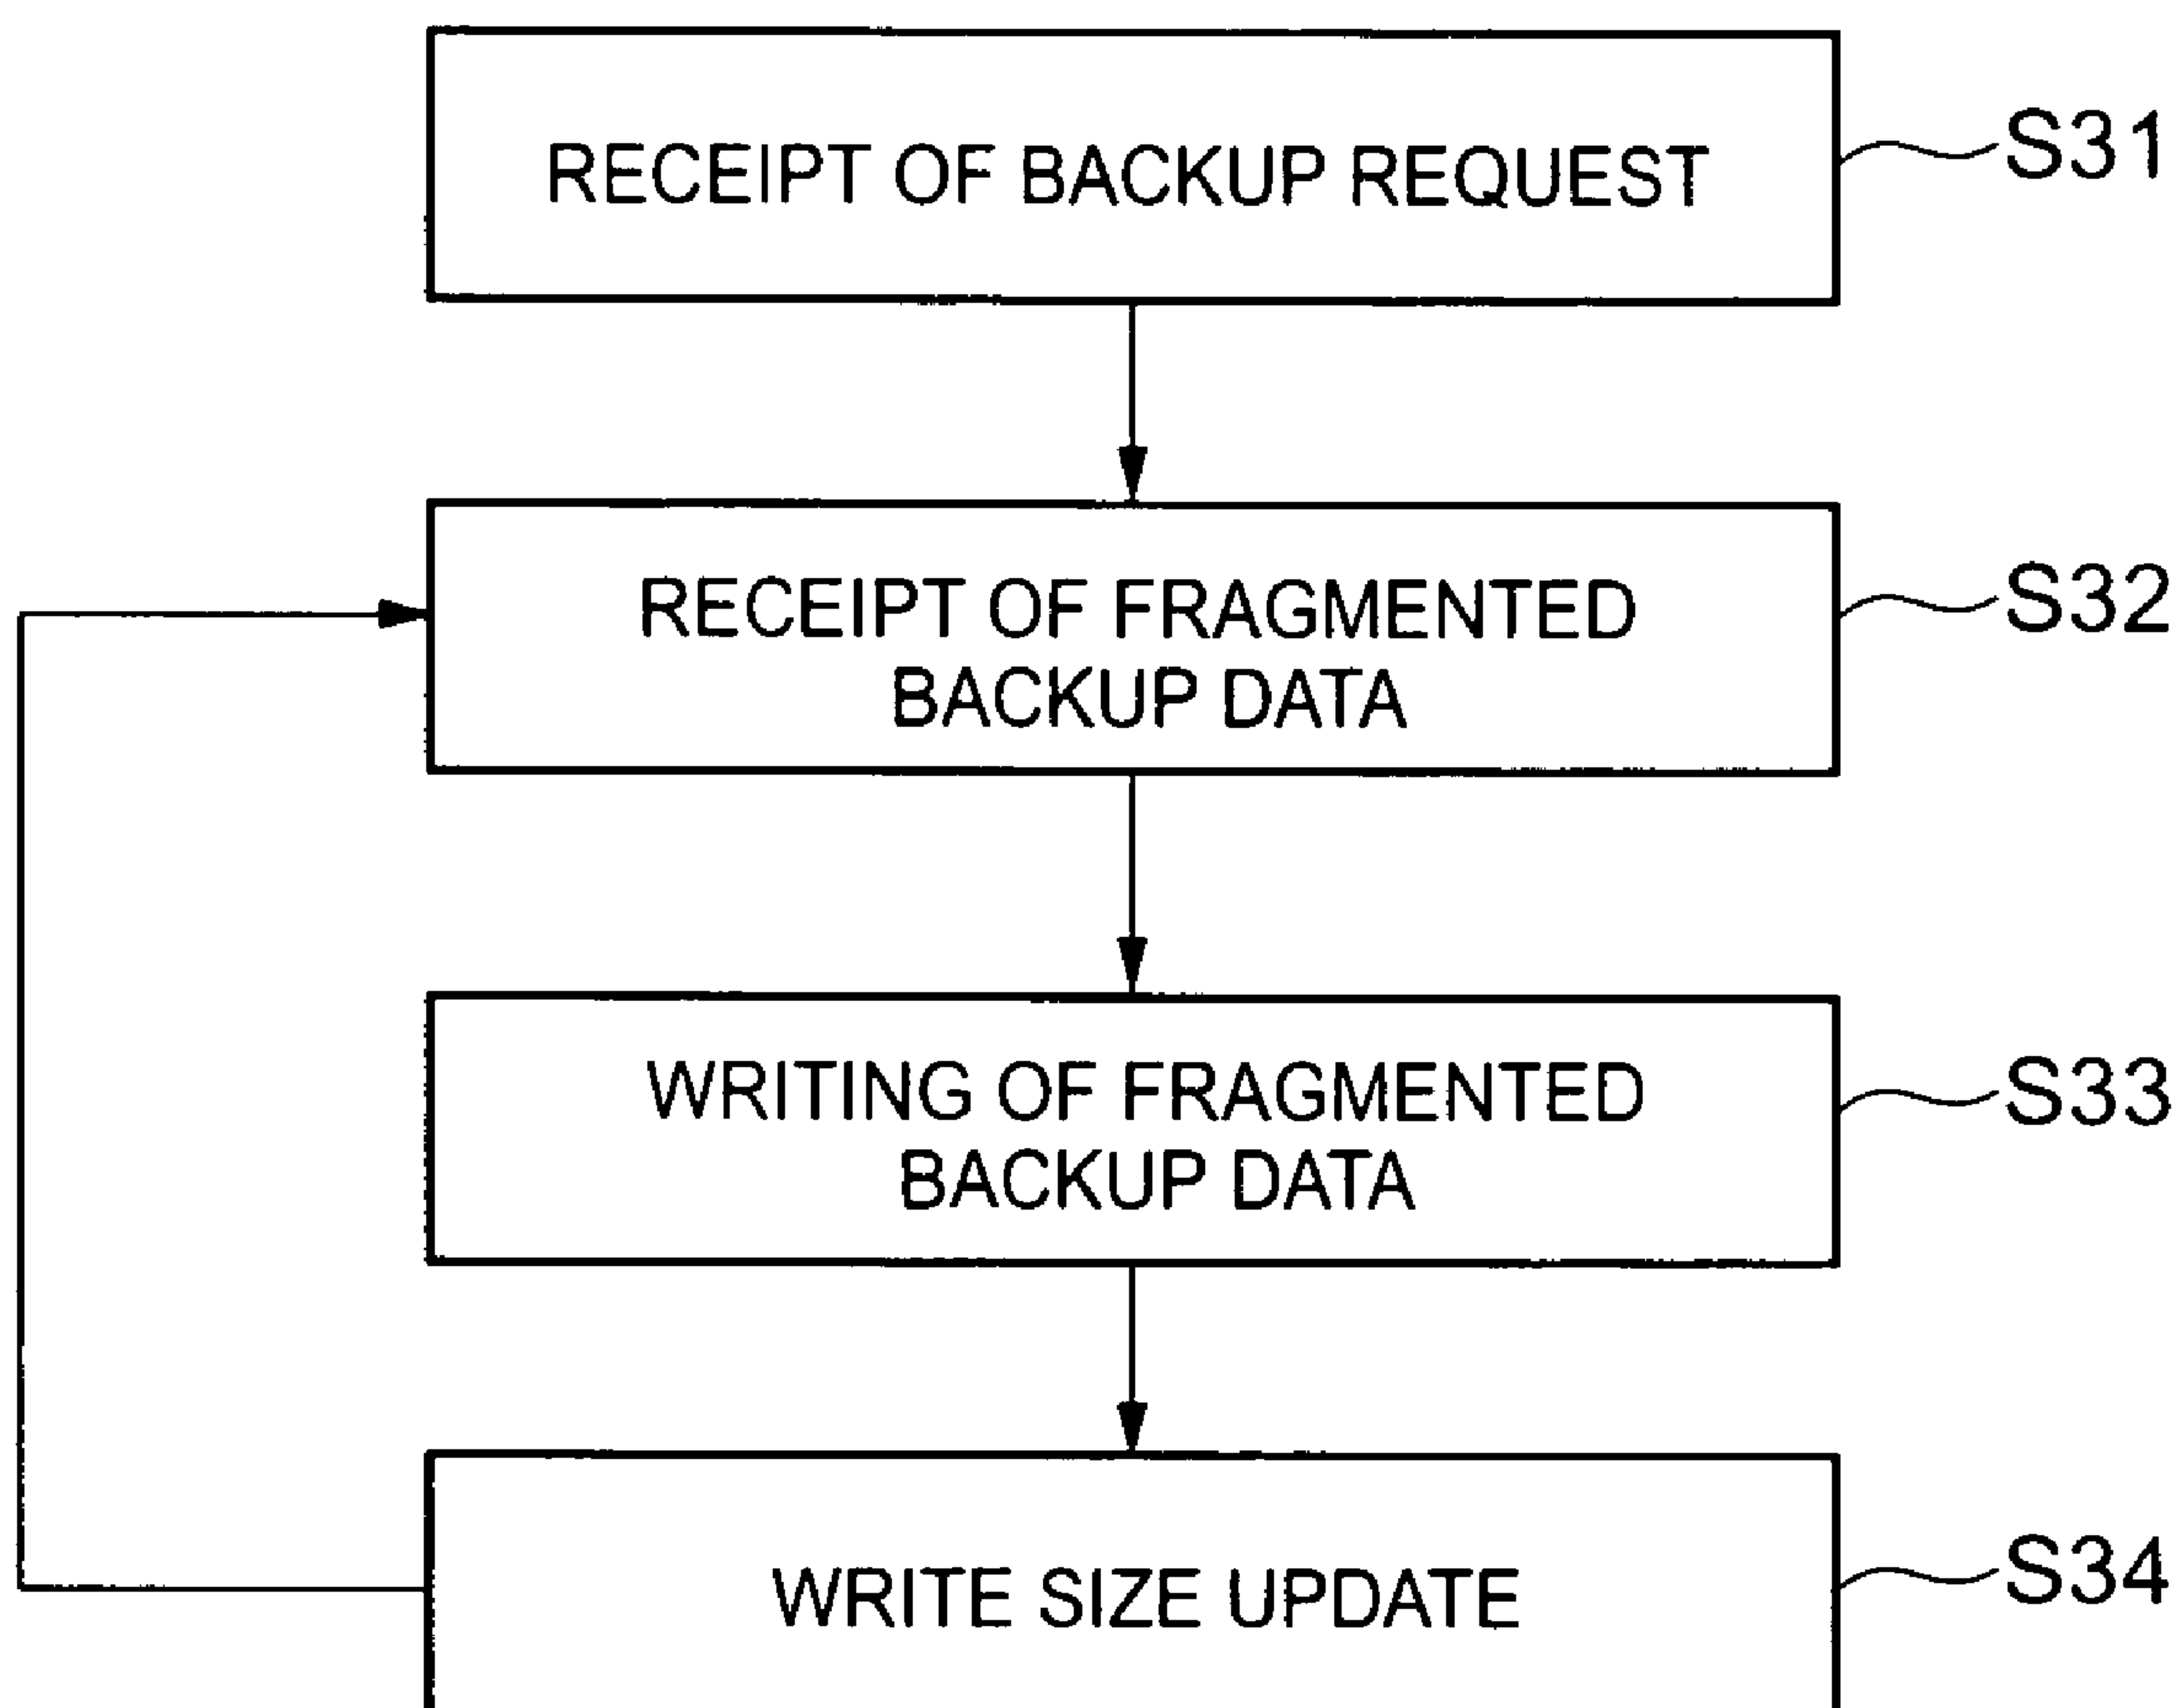 RECEIPT OF BACKUP REQUEST
S31
RECEIPT OF FRAGMENTED
BACKUP DATA
S32
WRITING OF FRAGMENTED
BACKUP DATA
S33
WRITE SIZE UPDATE
S34